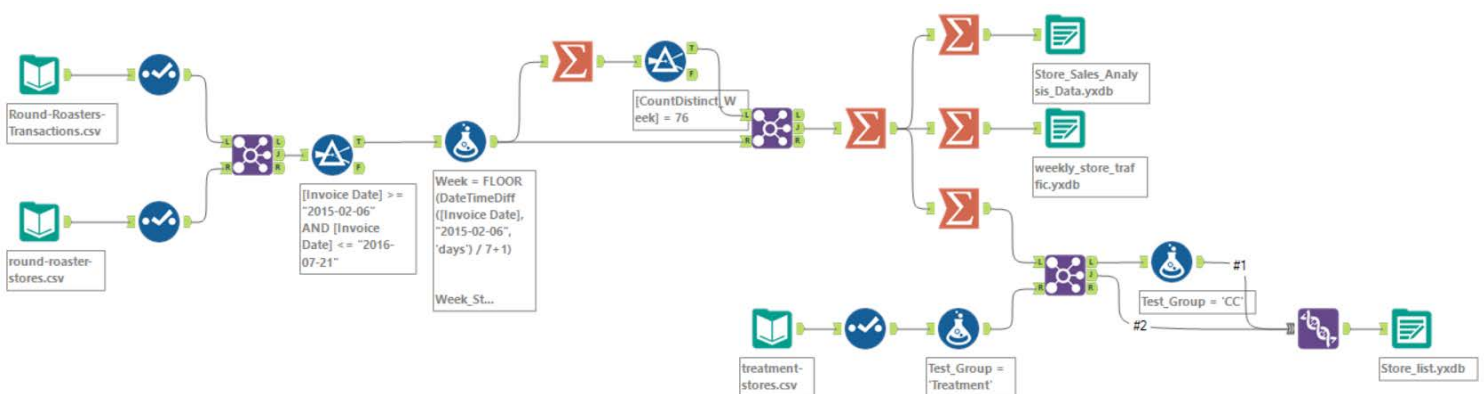 Round-Roasters-
Transactions.csv
L
R
L
J
R
round-roaster-
stores.csv
T
F
[Invoice Date] >=
"2015-02-06"
AND [Invoice
Date] <= "2016-
07-21"
Week = FLOOR
(DateTimeDiff
([Invoice Date],
"2015-02-06",
'days') / 7+1)
Week_St...
T
F
[CountDistinct_W
eek] = 76
L
R
L
J
R
Store_Sales_Analy
sis_Data.yxdb
weekly_store_traf
fic.yxdb
L
R
L
J
R
Test_Group = 'CC'
#1
#2
treatment-
stores.csv
Test_Group =
'Treatment'
Store_list.yxdb